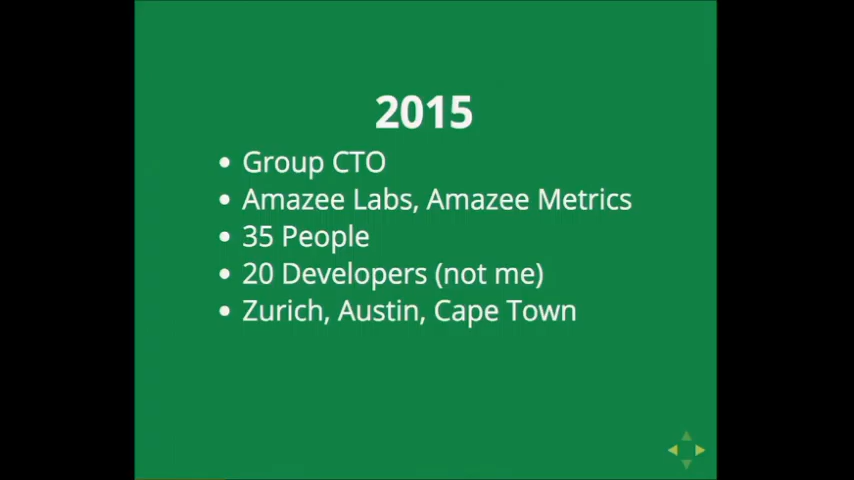 2015
• Group CTO
• Amazee Labs, Amazee Metrics
• 35 People
• 20 Developers (not me)
• Zurich, Austin, Cape Town